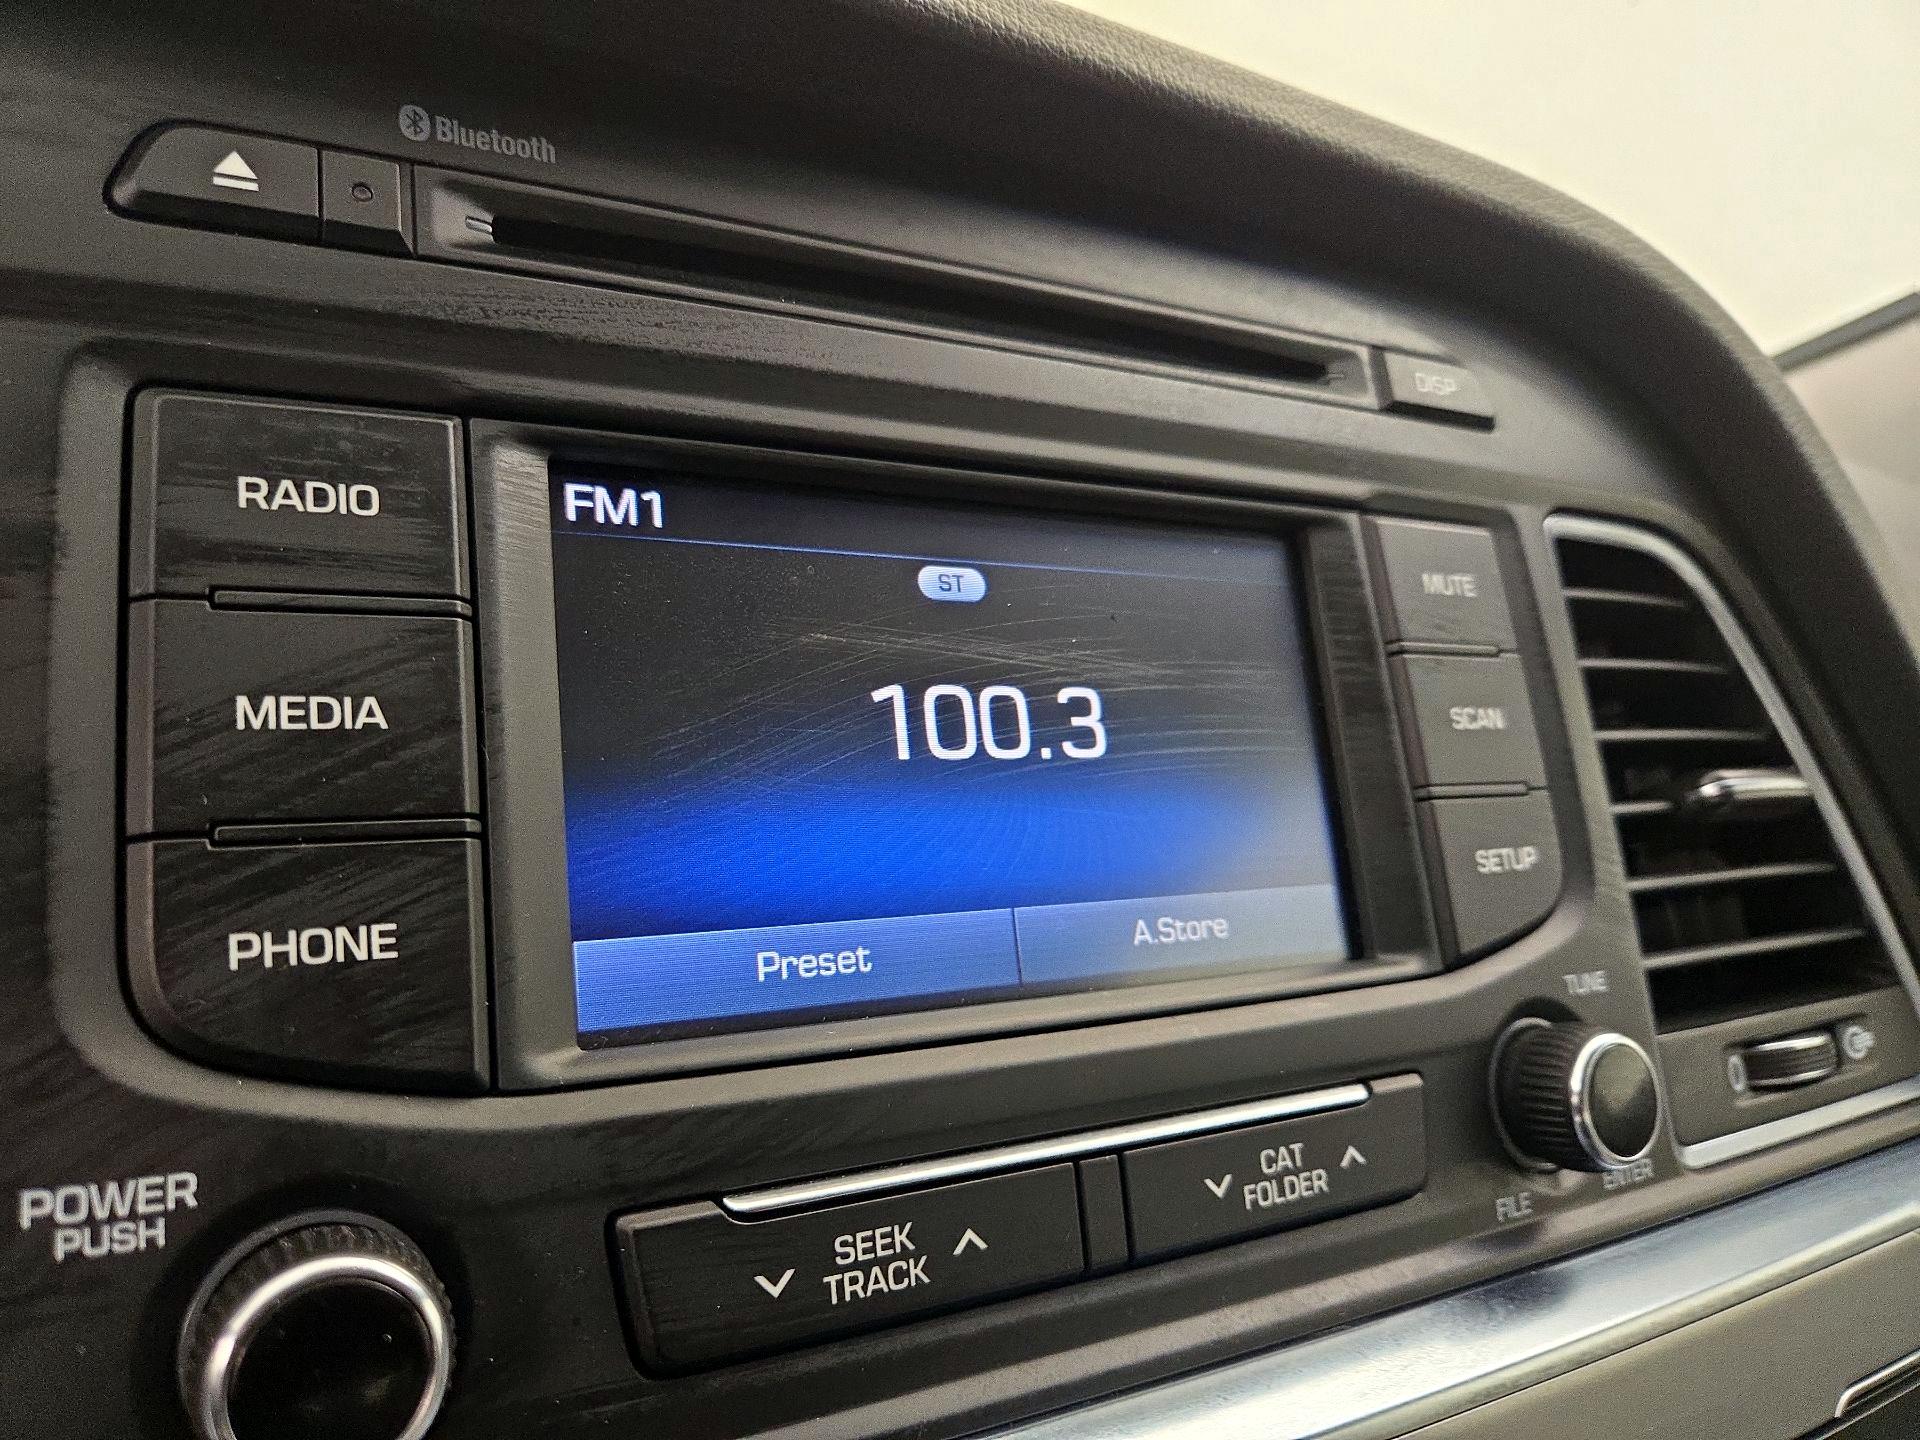 Bluetooth
DISP
RADIO
MEDIA
PHONE
FM1
ST
100.3
Preset
A.Store
MUTE
SCAN
SETUP
TUNE
FILE
ENTER
POWER
PUSH
SEEK
TRACK
CAT
FOLDER